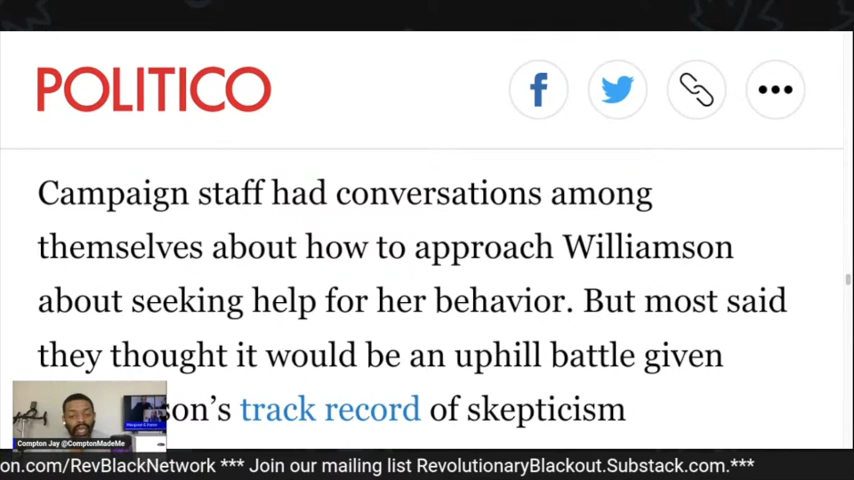 POLITICO
Campaign staff had conversations among
themselves about how to approach Williamson
about seeking help for her behavior. But most said
they thought it would be an uphill battle given
son's track record of skepticism
Compton Jay @ComptonMadeMe
on.com/RevBlackNetwork *** Join our mailing list RevolutionaryBlackout.Substack.com.***